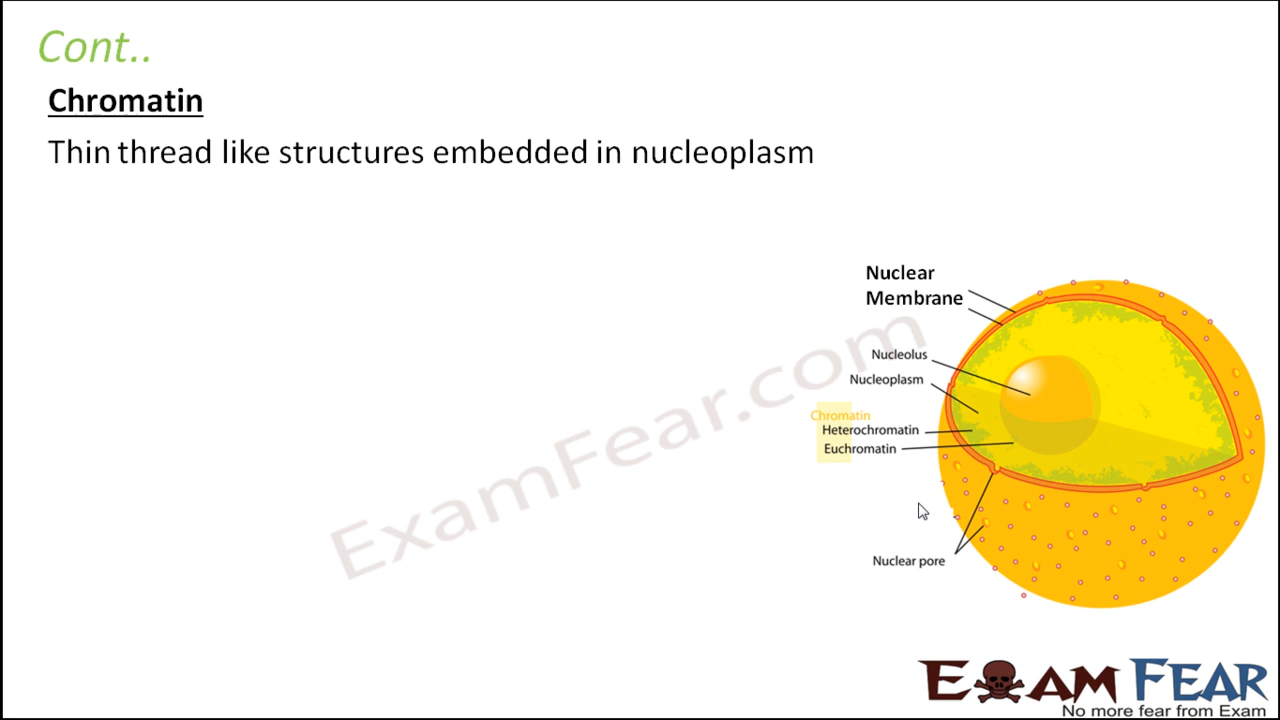 Cont..
Chromatin
Thin thread like structures embedded in nucleoplasm
Nuclear
Membrane
Nucleolus
Nucleoplasm
Chromatin
Heterochromatin
Euchromatin
Nuclear pore
ExamFear.com
EXAM FEAR
No more fear from Exam